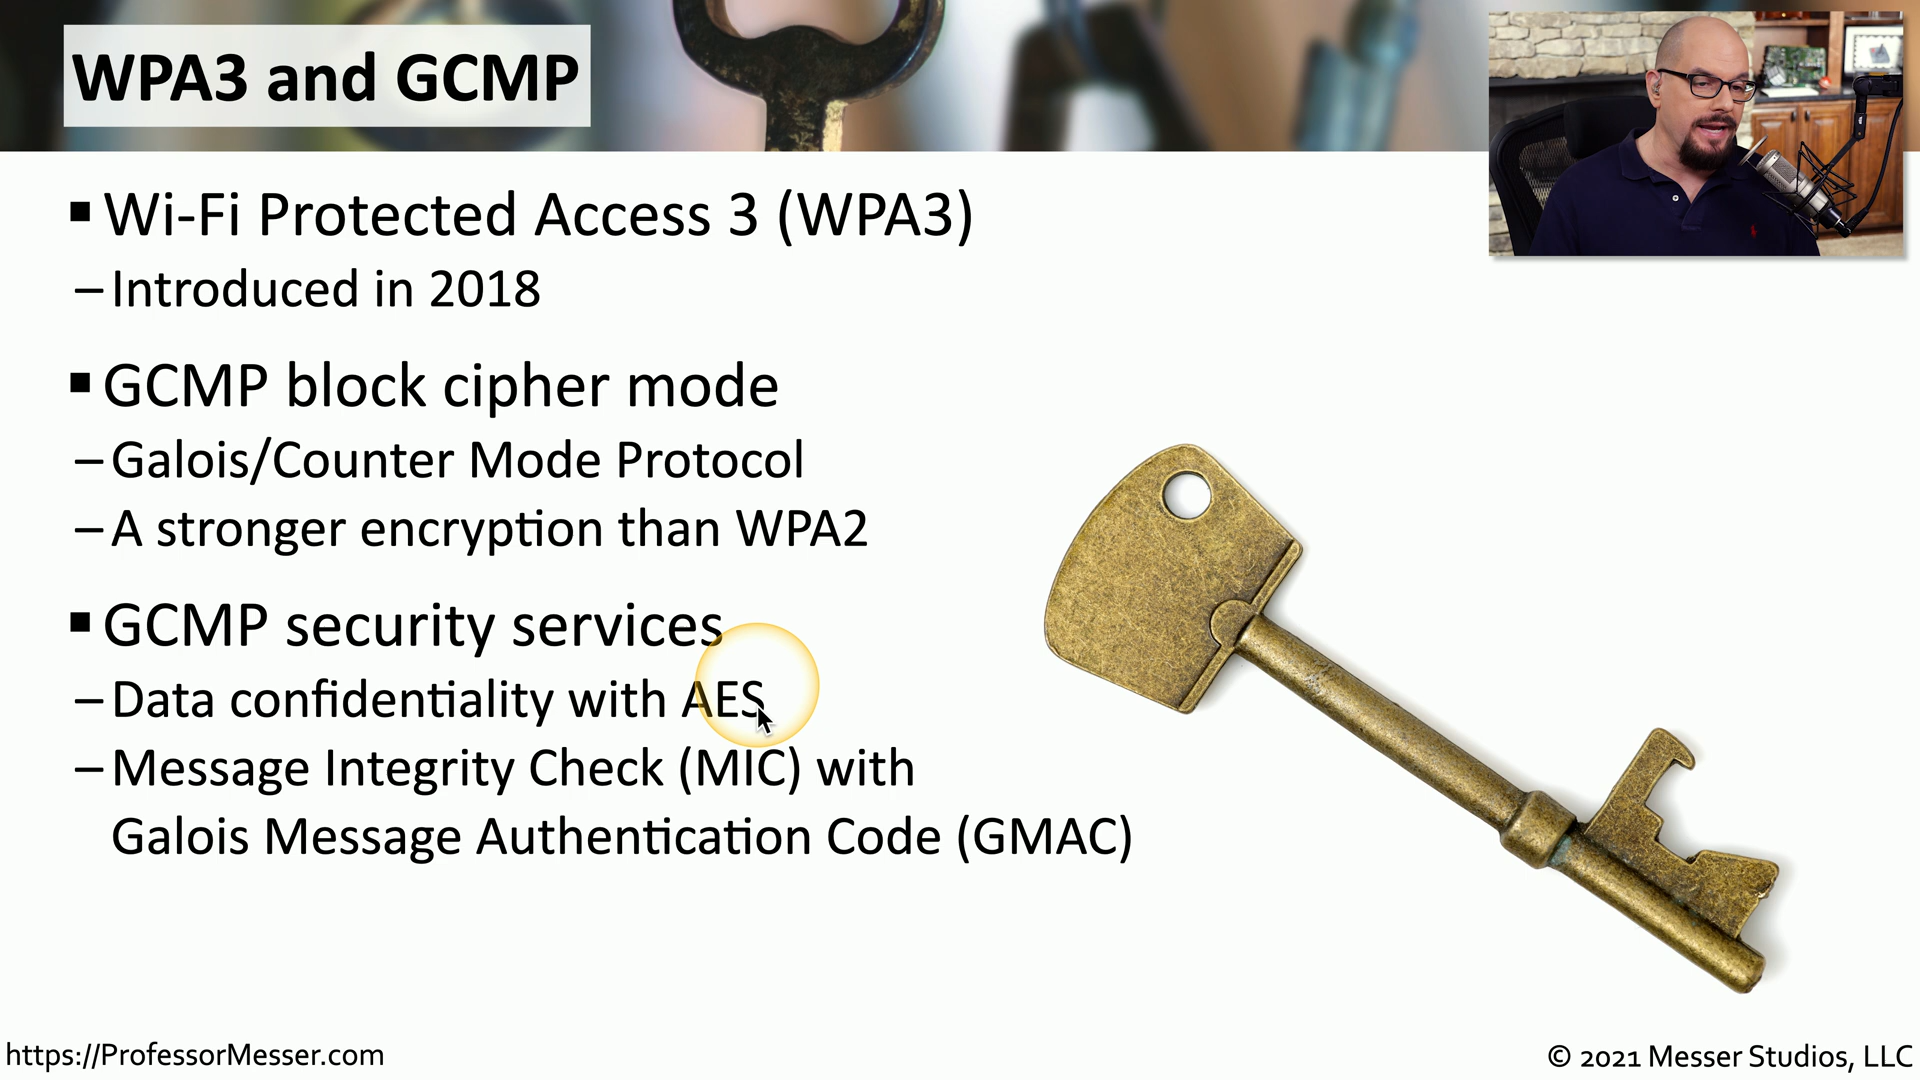 WPA3 and GCMP
▪ Wi-Fi Protected Access 3 (WPA3)
– Introduced in 2018
▪ GCMP block cipher mode
– Galois/Counter Mode Protocol
– A stronger encryption than WPA2
▪ GCMP security services
– Data confidentiality with AES
– Message Integrity Check (MIC) with
Galois Message Authentication Code (GMAC)
https://ProfessorMesser.com
© 2021 Messer Studios, LLC